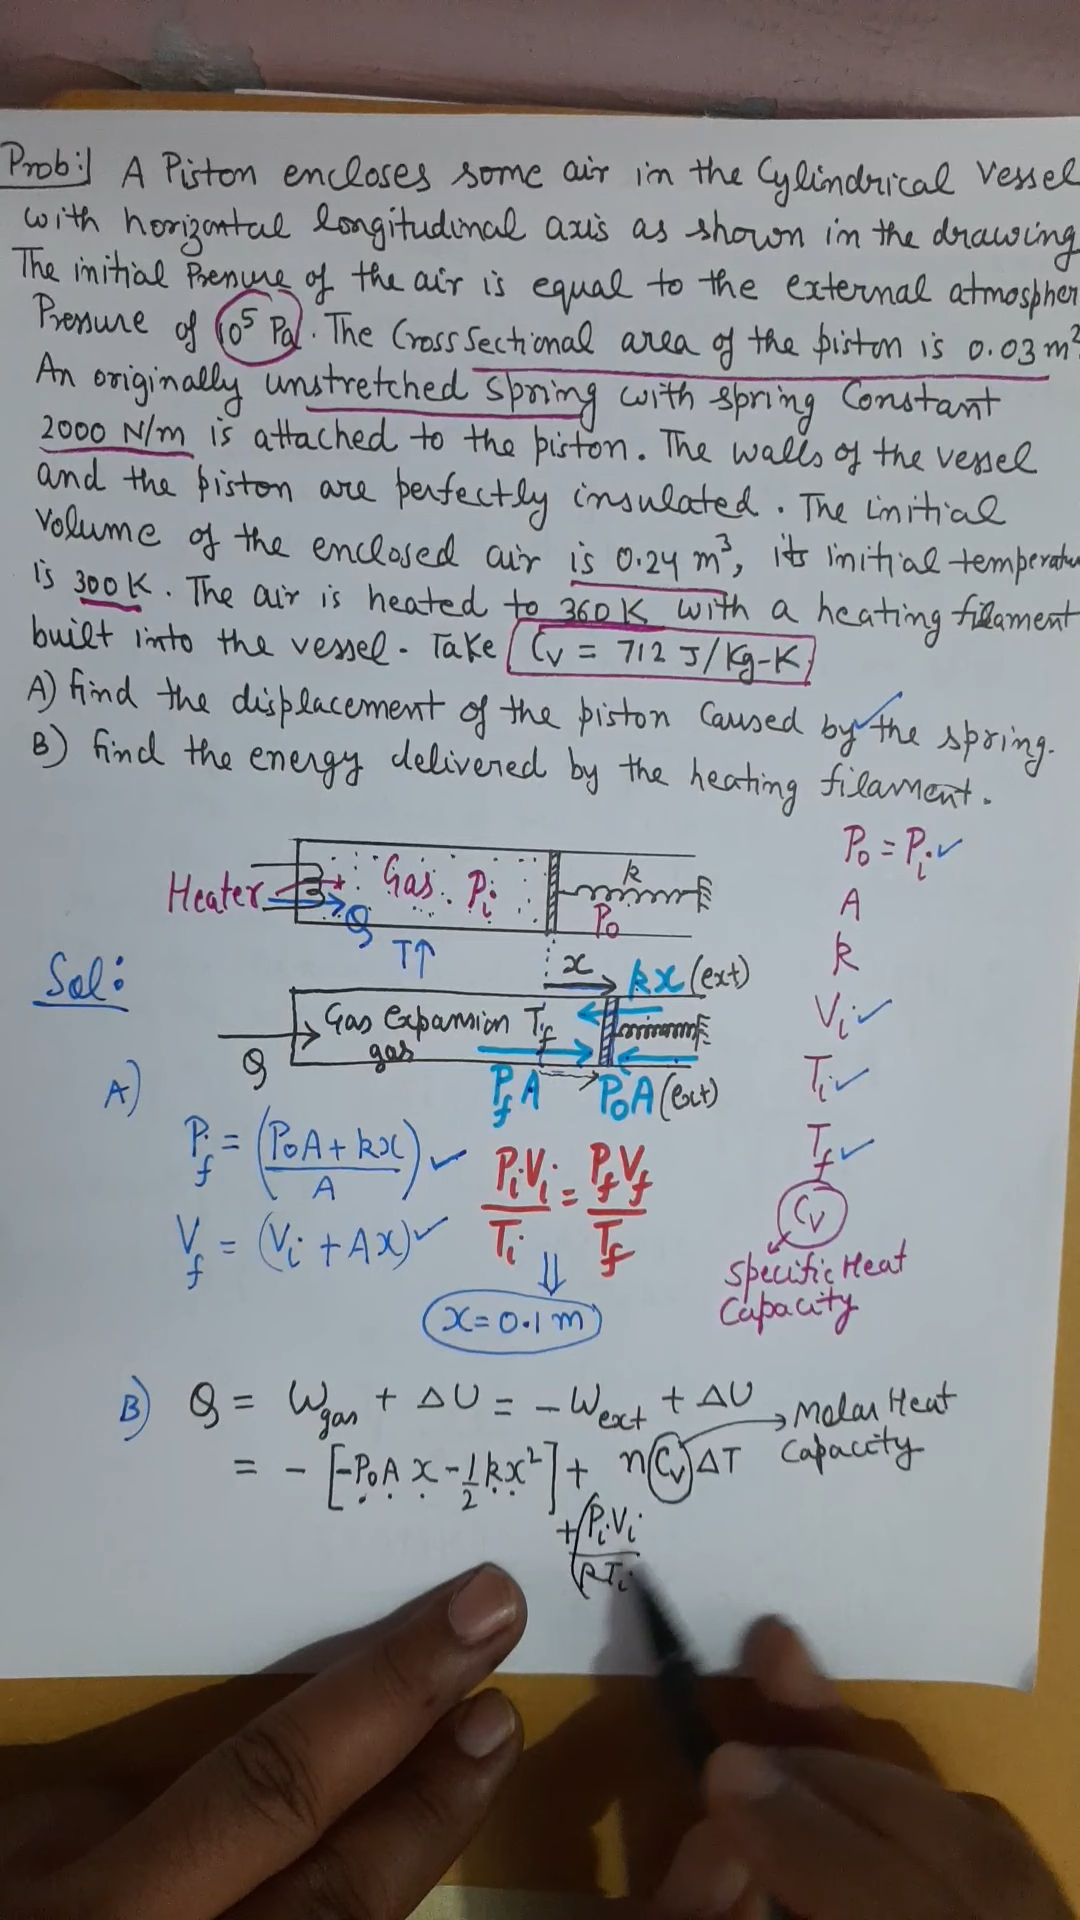 Prob:] A Piston encloses some air in the Cylindrical Vessel
with horizontal longitudinal axis as shown in the drawing
The initial Pressure of the air is equal to the external atmospher
Pressure of 10⁵ Pa. The Cross Sectional area of the piston is 0.03 m²
An originally unstretched spring with spring Constant
2000 N/m is attached to the piston. The walls of the vessel
and the piston are perfectly insulated. The initial
Volume of the enclosed air is 0.24 m³, its initial temperatu
is 300 K. The air is heated to 360 K with a heating filament
built into the vessel. Take Cv = 712 J/Kg-K
A) find the displacement of the piston Caused by the spring.
B) find the energy delivered by the heating filament.
P₀ = Pᵢ ✓
Heater Q Gas Pᵢ k P₀
A
T↑
k
Sol:
x kx (ext)
Vᵢ ✓
Q Gas Expansion T_f
gas
P_f A P₀A (ext)
Tᵢ ✓
A)
P_f = (P₀A + kx / A) ✓ PᵢVᵢ / Tᵢ = P_f V_f / T_f
T_f ✓
V_f = (Vᵢ + Ax) ✓
Cv
Specific Heat
Capacity
⇓
x = 0.1 m
B) Q = W_gas + ΔU = - W_ext + ΔU
Molar Heat
Capacity
= - [-P₀A x - 1/2 kx²] + n Cv ΔT
+ (PᵢVᵢ / RTᵢ